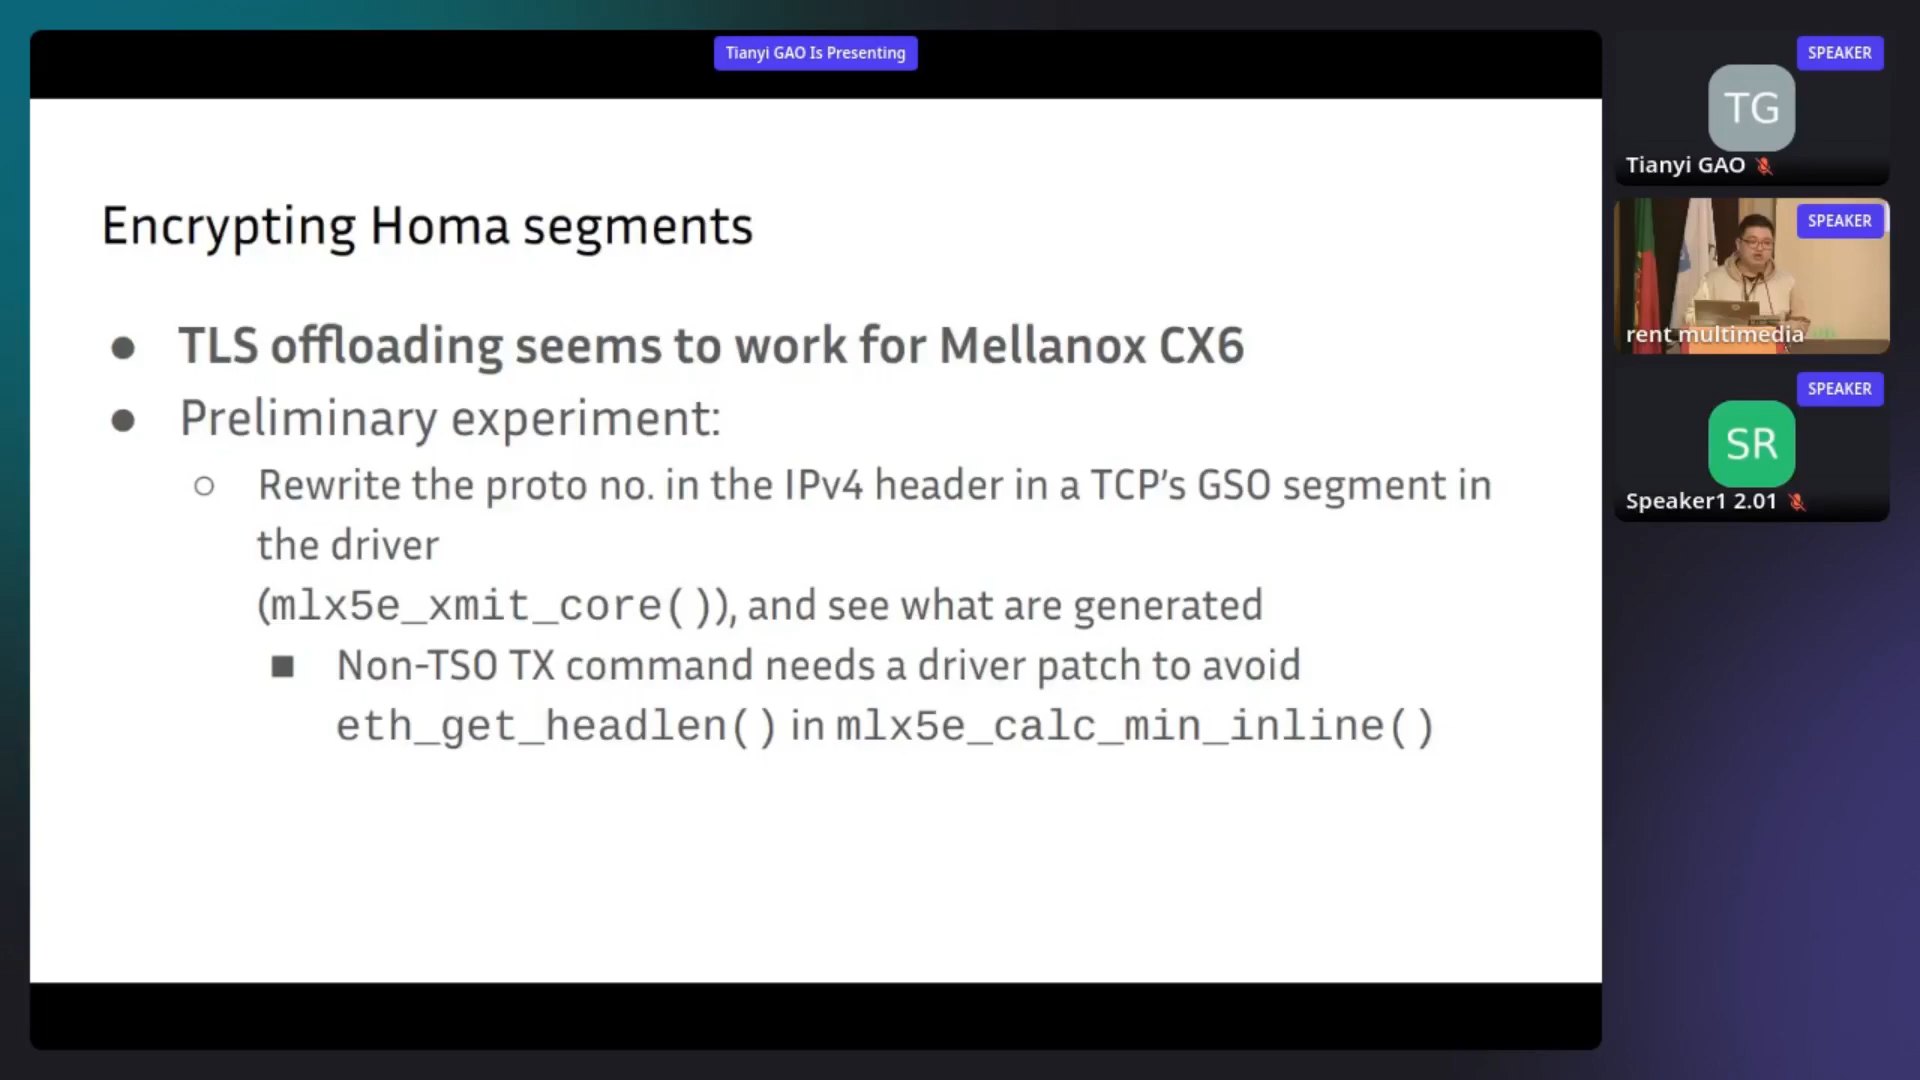 Tianyi GAO Is Presenting
Encrypting Homa segments
● TLS offloading seems to work for Mellanox CX6
● Preliminary experiment:
○ Rewrite the proto no. in the IPv4 header in a TCP’s GSO segment in
the driver
(mlx5e_xmit_core()), and see what are generated
■ Non-TSO TX command needs a driver patch to avoid
eth_get_headlen() in mlx5e_calc_min_inline()
SPEAKER
TG
Tianyi GAO
SPEAKER
rent multimedia
SPEAKER
SR
Speaker1 2.01